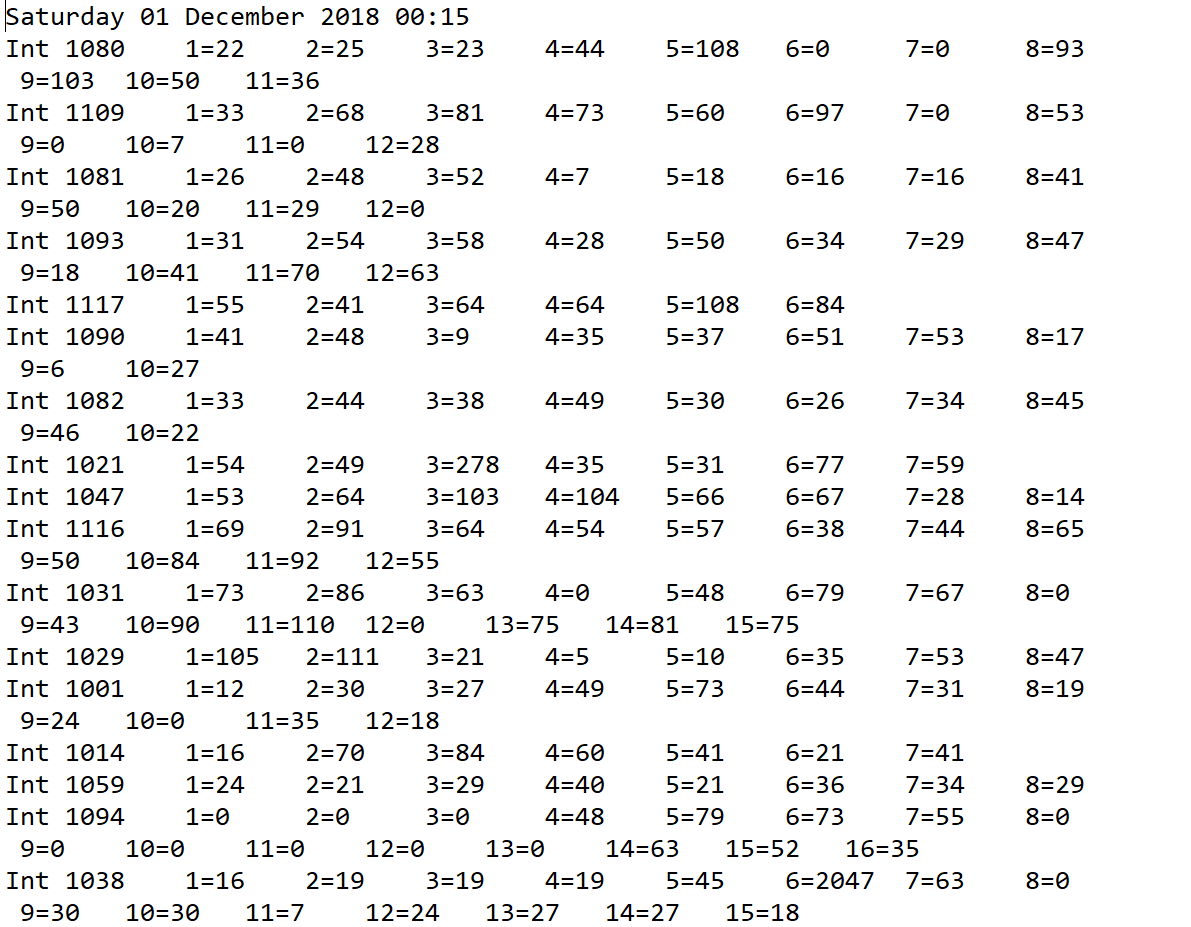 Saturday 01 December 2018 00:15
Int 1080    1=22    2=25    3=23    4=44    5=108   6=0     7=0     8=93
 9=103  10=50   11=36
Int 1109    1=33    2=68    3=81    4=73    5=60    6=97    7=0     8=53
 9=0    10=7    11=0    12=28
Int 1081    1=26    2=48    3=52    4=7     5=18    6=16    7=16    8=41
 9=50   10=20   11=29   12=0
Int 1093    1=31    2=54    3=58    4=28    5=50    6=34    7=29    8=47
 9=18   10=41   11=70   12=63
Int 1117    1=55    2=41    3=64    4=64    5=108   6=84
Int 1090    1=41    2=48    3=9     4=35    5=37    6=51    7=53    8=17
 9=6    10=27
Int 1082    1=33    2=44    3=38    4=49    5=30    6=26    7=34    8=45
 9=46   10=22
Int 1021    1=54    2=49    3=278   4=35    5=31    6=77    7=59
Int 1047    1=53    2=64    3=103   4=104   5=66    6=67    7=28    8=14
Int 1116    1=69    2=91    3=64    4=54    5=57    6=38    7=44    8=65
 9=50   10=84   11=92   12=55
Int 1031    1=73    2=86    3=63    4=0     5=48    6=79    7=67    8=0
 9=43   10=90   11=110  12=0    13=75   14=81   15=75
Int 1029    1=105   2=111   3=21    4=5     5=10    6=35    7=53    8=47
Int 1001    1=12    2=30    3=27    4=49    5=73    6=44    7=31    8=19
 9=24   10=0    11=35   12=18
Int 1014    1=16    2=70    3=84    4=60    5=41    6=21    7=41
Int 1059    1=24    2=21    3=29    4=40    5=21    6=36    7=34    8=29
Int 1094    1=0     2=0     3=0     4=48    5=79    6=73    7=55    8=0
 9=0    10=0    11=0    12=0    13=0    14=63   15=52   16=35
Int 1038    1=16    2=19    3=19    4=19    5=45    6=2047  7=63    8=0
 9=30   10=30   11=7    12=24   13=27   14=27   15=18